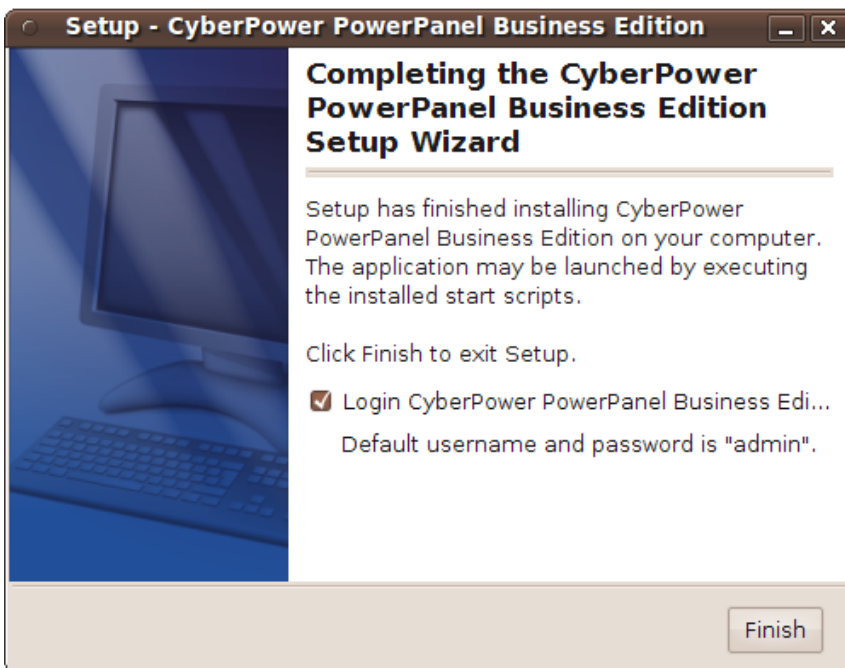 Setup - CyberPower PowerPanel Business Edition
Completing the CyberPower
PowerPanel Business Edition
Setup Wizard
Setup has finished installing CyberPower
PowerPanel Business Edition on your computer.
The application may be launched by executing
the installed start scripts.
Click Finish to exit Setup.
Login CyberPower PowerPanel Business Edi...
Default username and password is "admin".
Finish